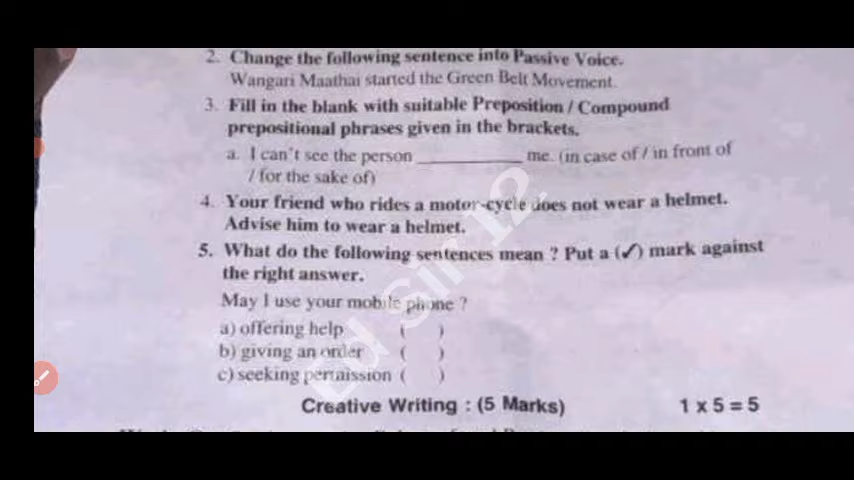 2. Change the following sentence into Passive Voice.
Wangari Maathai started the Green Belt Movement.
3. Fill in the blank with suitable Preposition / Compound
prepositional phrases given in the brackets.
a. I can't see the person __________ me. (in case of / in front of
/ for the sake of)
4. Your friend who rides a motor-cycle does not wear a helmet.
Advise him to wear a helmet.
5. What do the following sentences mean ? Put a (✓) mark against
the right answer.
May I use your mobile phone ?
a) offering help ( )
b) giving an order ( )
c) seeking permission ( )
Creative Writing : (5 Marks) 1 x 5 = 5
Sir 12